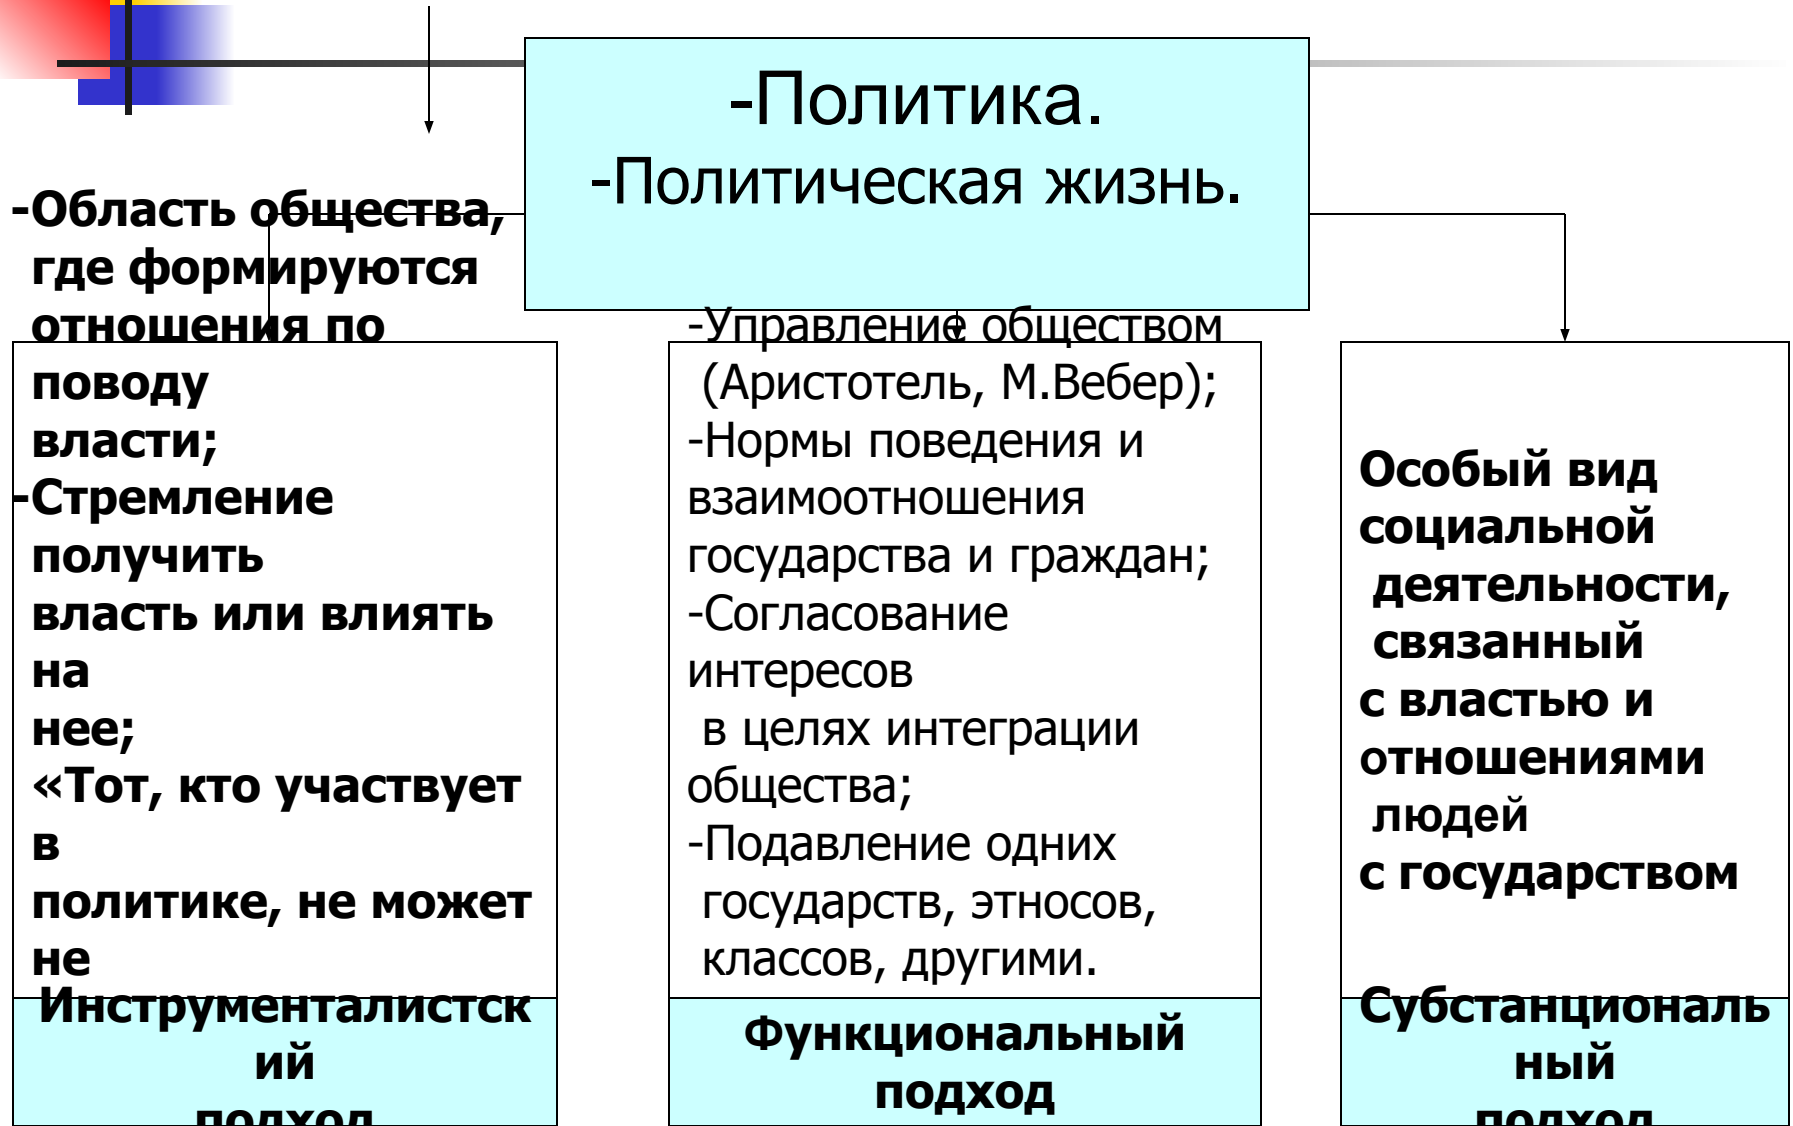 -Политика.
-Политическая жизнь.
-Область общества,
где формируются
отношения по
поводу
власти;
-Стремление
получить
власть или влиять
на
нее;
«Тот, кто участвует
в
политике, не может
не
Инструменталистск
ий
подход
-Управление обществом
(Аристотель, М.Вебер);
-Нормы поведения и
взаимоотношения
государства и граждан;
-Согласование
интересов
в целях интеграции
общества;
-Подавление одних
государств, этносов,
классов, другими.
Функциональный
подход
Особый вид
социальной
деятельности,
связанный
с властью и
отношениями
людей
с государством
Субстанциональ
ный
подход